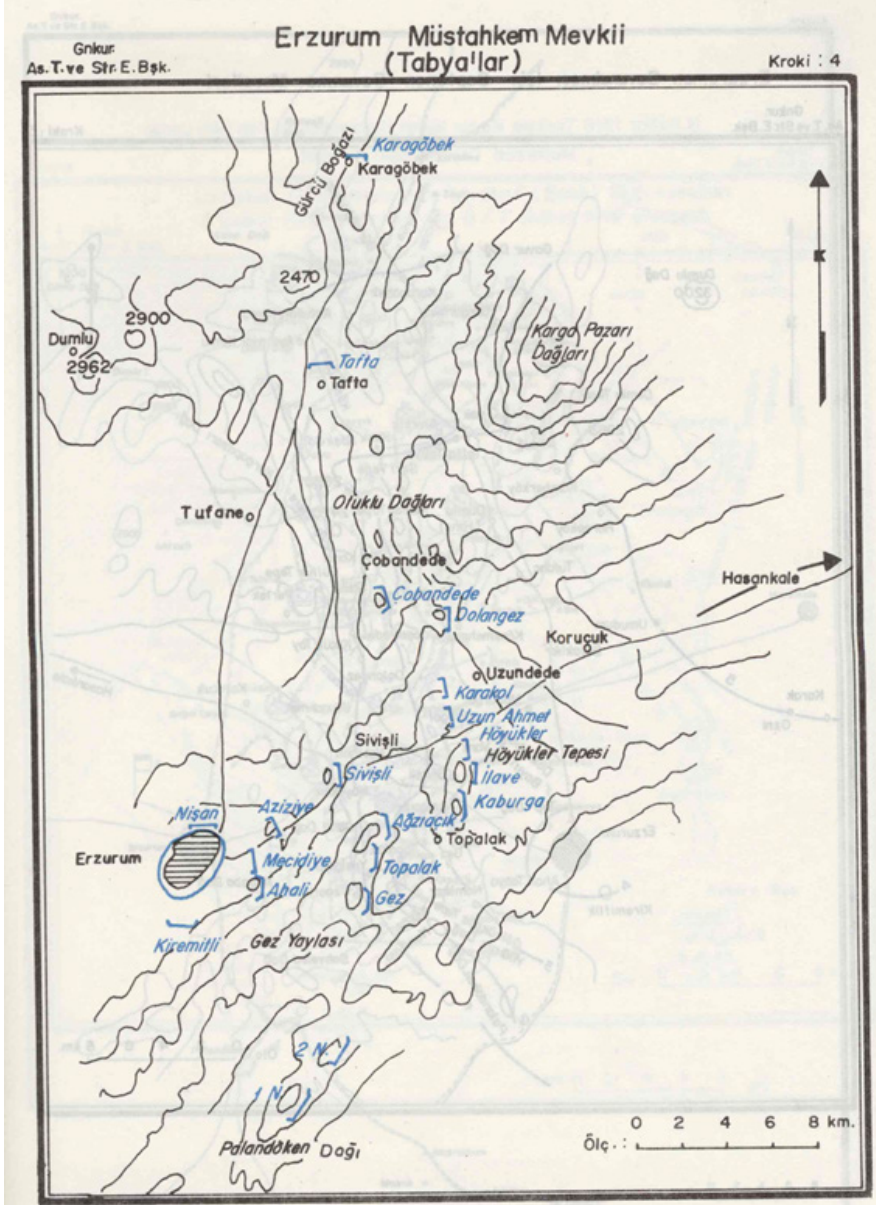 Gnkur.
As.T.ve Str.E.Bşk.
Erzurum Müstahkem Mevkii
(Tabya'lar)
Kroki : 4
Gürcü Boğazı
Karagöbek
Karagöbek
2470
2900
Dumlu
2962
Kargo Pazarı
Dağları
Tafta
Tafta
Tufane
Oluklu Dağları
Çobandede
Hasankale
Çobandede
Dolangez
Koruçuk
Uzundede
Karakol
Uzun Ahmet
Sivişli
Höyükler
Höyükler Tepesi
Sivişli
İlave
Nişan
Aziziye
Kaburga
Ağzıaçık
Topalak
Erzurum
Mecidiye
Topalak
Ahali
Gez
Kiremitli
Gez Yaylası
2 N.
1 N.
Palandöken Dağı
0 2 4 6 8 km.
Ölç.: